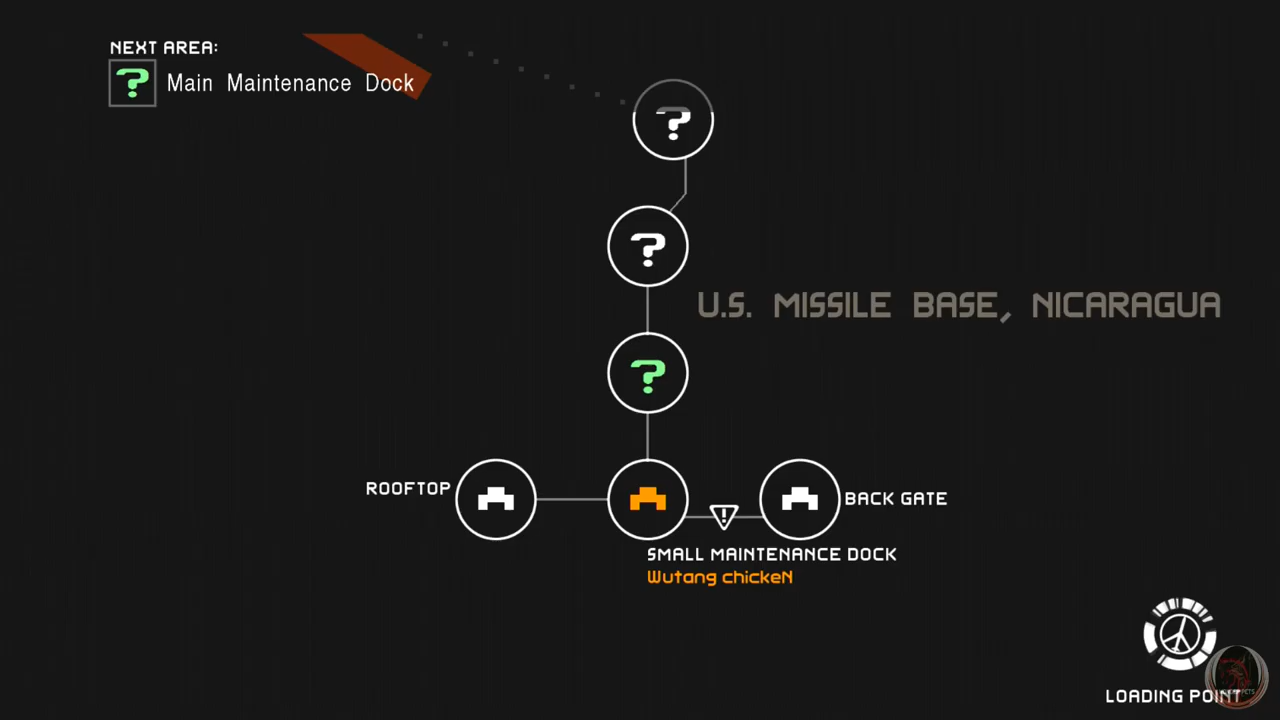 NEXT AREA:
? Main Maintenance Dock
?
?
U.S. MISSILE BASE, NICARAGUA
?
ROOFTOP
BACK GATE
!
SMALL MAINTENANCE DOCK
Wutang chickeN
LOADING POINT